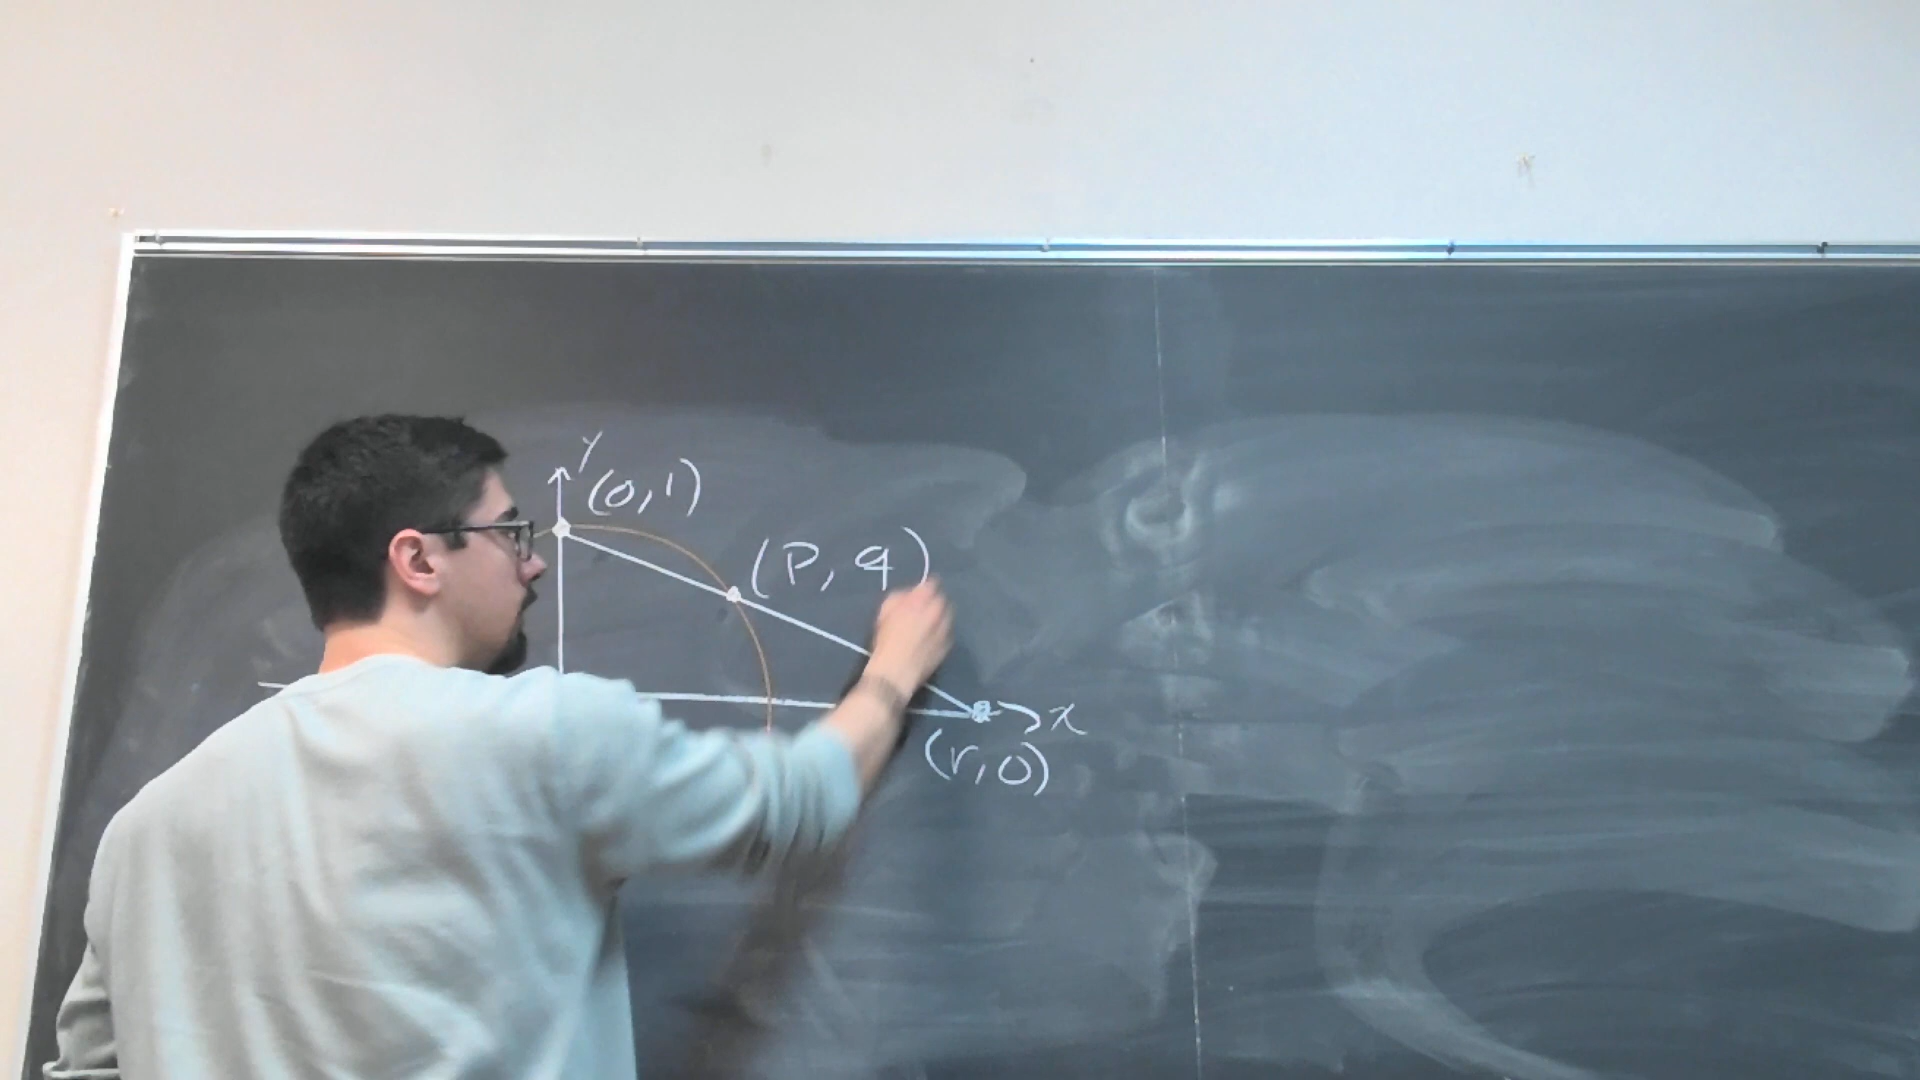 y
(0,1)
(p, q)
x
(r,0)